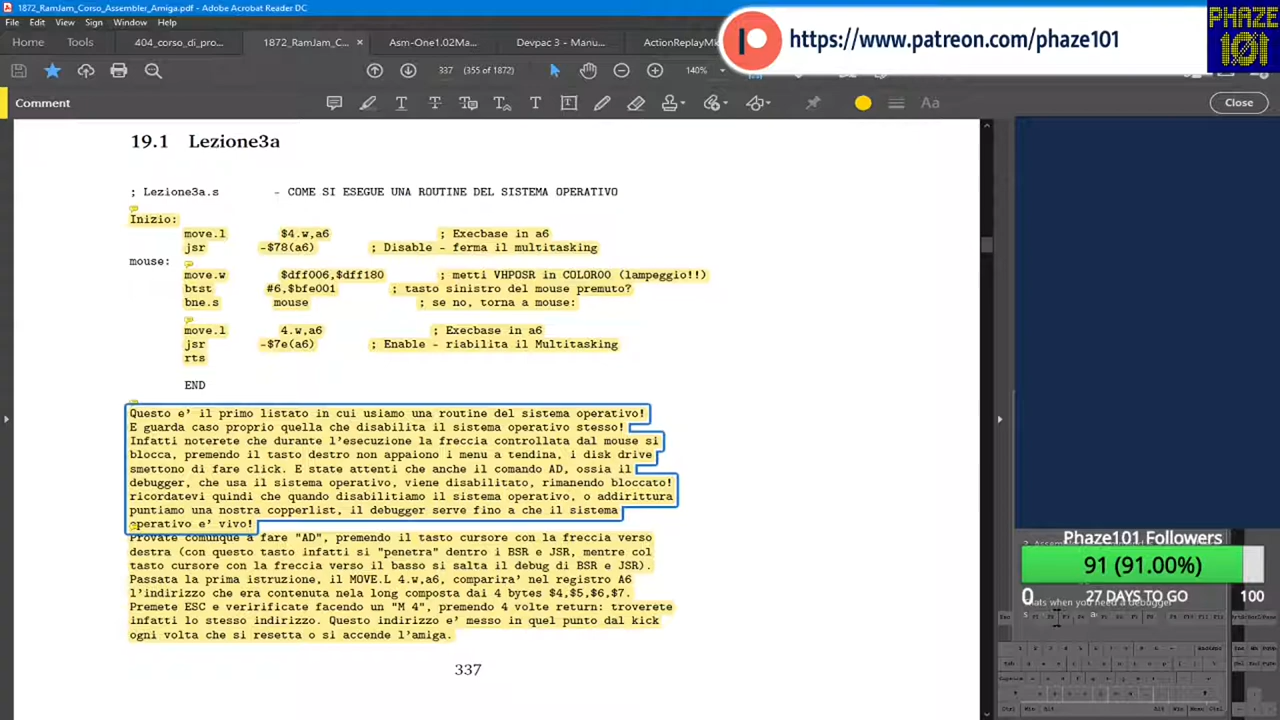 1872_RamJam_Corso_Assembler_Amiga.pdf - Adobe Acrobat Reader DC
File Edit View Sign Window Help
Home Tools 404_corso_di_pro... 1872_RamJam_C... × Asm-One1.02Ma... Devpac 3 - Manu... ActionReplayMk
https://www.patreon.com/phaze101
PHAZE
101
337 (355 of 1872) 140%
Comment
Close
19.1 Lezione3a
; Lezione3a.s - COME SI ESEGUE UNA ROUTINE DEL SISTEMA OPERATIVO
Inizio:
move.l $4.w,a6 ; Execbase in a6
jsr -$78(a6) ; Disable - ferma il multitasking
mouse:
move.w $dff006,$dff180 ; metti VHPOSR in COLOR00 (lampeggio!!)
btst #6,$bfe001 ; tasto sinistro del mouse premuto?
bne.s mouse ; se no, torna a mouse:
move.l 4.w,a6 ; Execbase in a6
jsr -$7e(a6) ; Enable - riabilita il Multitasking
rts
END
Questo e' il primo listato in cui usiamo una routine del sistema operativo!
E guarda caso proprio quella che disabilita il sistema operativo stesso!
Infatti noterete che durante l'esecuzione la freccia controllata dal mouse si
blocca, premendo il tasto destro non appaiono i menu a tendina, i disk drive
smettono di fare click. E state attenti che anche il comando AD, ossia il
debugger, che usa il sistema operativo, viene disabilitato, rimanendo bloccato!
ricordatevi quindi che quando disabilitiamo il sistema operativo, o addirittura
puntiamo una nostra copperlist, il debugger serve fino a che il sistema
operativo e' vivo!
Provate comunque a fare "AD", premendo il tasto cursore con la freccia verso
destra (con questo tasto infatti si "penetra" dentro i BSR e JSR, mentre col
tasto cursore con la freccia verso il basso si salta il debug di BSR e JSR).
Passata la prima istruzione, il MOVE.L 4.w,a6, comparira' nel registro A6
l'indirizzo che era contenuta nela long composta dai 4 bytes $4,$5,$6,$7.
Premete ESC e veririficate facendo un "M 4", premendo 4 volte return: troverete
infatti lo stesso indirizzo. Questo indirizzo e' messo in quel punto dal kick
ogni volta che si resetta o si accende l'amiga.
337
Phaze101 Followers
91 (91.00%)
0 27 DAYS TO GO 100
thats when you need a debugger